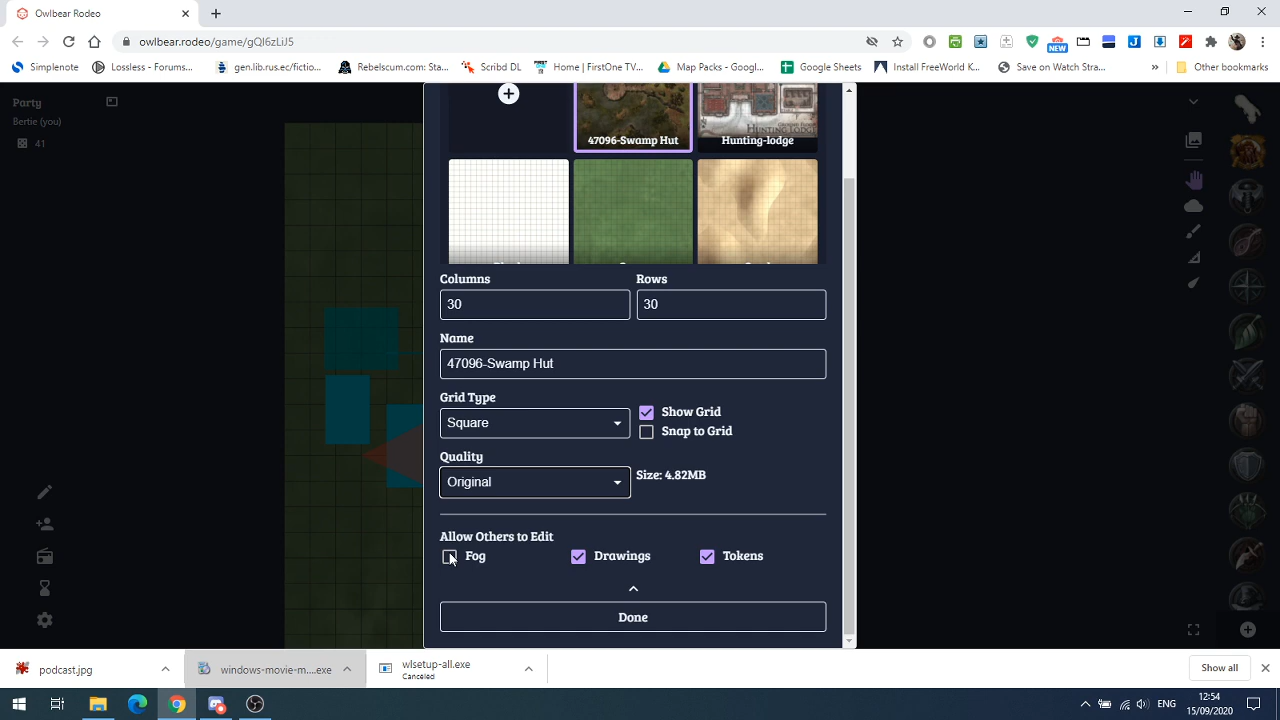 Owlbear Rodeo
owlbear.rodeo/game/gQl6zLiJ5
NEW
Simplenote
Lossless - Forums...
gen.lib.rus.ec/fictio...
Rebelscum.com: Sta...
Scribd DL
Home | FirstOne TV...
Map Packs - Googl...
Google Sheets
Install FreeWorld K...
Save on Watch Stra...
»
Other bookmarks
Party
Bertie (you)
41
47096-Swamp Hut
Hunting-lodge
Columns
Rows
30
30
Name
47096-Swamp Hut
Grid Type
Square
Show Grid
Snap to Grid
Quality
Original
Size: 4.82MB
Allow Others to Edit
Fog
Drawings
Tokens
Done
podcast.jpg
windows-movie-m....exe
wlsetup-all.exe
Canceled
Show all
ENG
12:54
15/09/2020